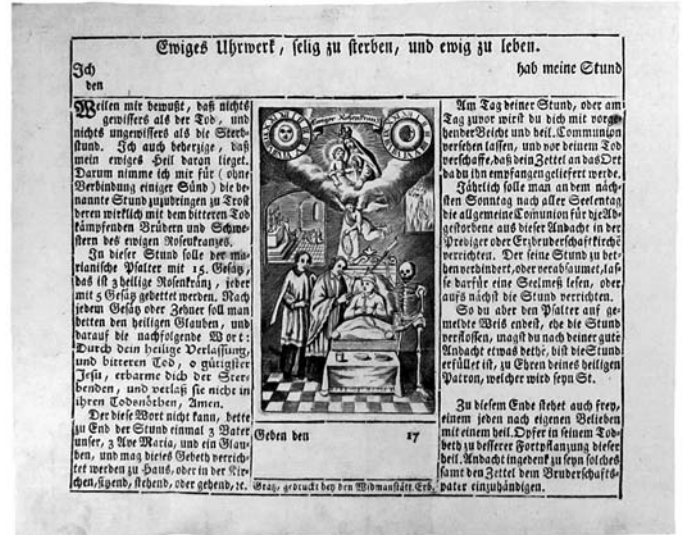 Ewiges Uhrwerk, selig zu sterben, und ewig zu leben.
Ich hab meine Stund
den
Weilen mir bewußt, daß nichts
gewissers als der Tod, und
nichts ungewissers als die Sterb-
stund. Ich auch beherzige, daß
mein ewiges Heil daran lieget.
Darum nimme ich mir für (ohne
Verbindung einiger Sünd) die be-
nannte Stund zuzubringen zu Trost
deren wirklich mit dem bitteren Tod
kämpfenden Brüdern und Schwe-
stern des ewigen Rosenkranzes.
In dieser Stund solle der ma-
rianische Psalter mit 15. Gesätz,
das ist 3 heilige Rosenkränz, jeder
mit 5 Gesätz gebettet werden. Nach
jedem Gesätz oder Zehner soll man
betten den heiligen Glauben, und
darauf die nachfolgende Wort:
Durch dein heilige Verlassung,
und bitteren Tod, o gütigster
Jesu, erbarme dich der Ster-
benden, und verlaß sie nicht in
ihren Todsnöthen, Amen.
Der diese Wort nicht kann, bette
zu End der Stund einmal 3 Vater
unser, 3 Ave Maria, und ein Glau-
ben, und mag dieses Gebeth verrich-
tet werden zu Haus, oder in der Kir-
chen, sitzend, stehend, oder gehend, ꝛc.
Ewiger Rosenkranz
Geben den 17
Gratz, gedruckt bey den Widmanstätt. Erb.
Am Tag deiner Stund, oder am
Tag zuvor wirst du dich mit vorge-
hender Beicht und heil. Communion
versehen lassen, und vor deinem Tod
verschaffe, daß dein Zettel an das Ort
da du ihn empfangen geliefert werde.
Jährlich solle man an dem näch-
sten Sonntag nach aller Seelentag
die allgemeine Comunion für die Ab-
gestorbene aus dieser Andacht in der
Prediger oder Erzbruderschaftkirche
verrichten. Der seine Stund zu bet-
hen verhindert, oder verabsaumet, las-
se darfür eine Seelmeß lesen, oder
aufs nächst die Stund verrichten.
So du aber den Psalter auf ge-
meldte Weis endest, ehe die Stund
verflossen, magst du nach deiner gute
Andacht etwas bethe, bis die Stund
erfüllet ist, zu Ehren deines heiligen
Patron, welcher wird seyn St.
Zu diesem Ende stehet auch frey,
einem jeden nach eigenen Belieben
mit einem heil. Opfer in seinem Tod-
beth zu besserer Fortpflanzung dieser
heil. Andacht ingedenk zu seyn solches
samt den Zettel dem Bruderschafts-
pater einzuhändigen.